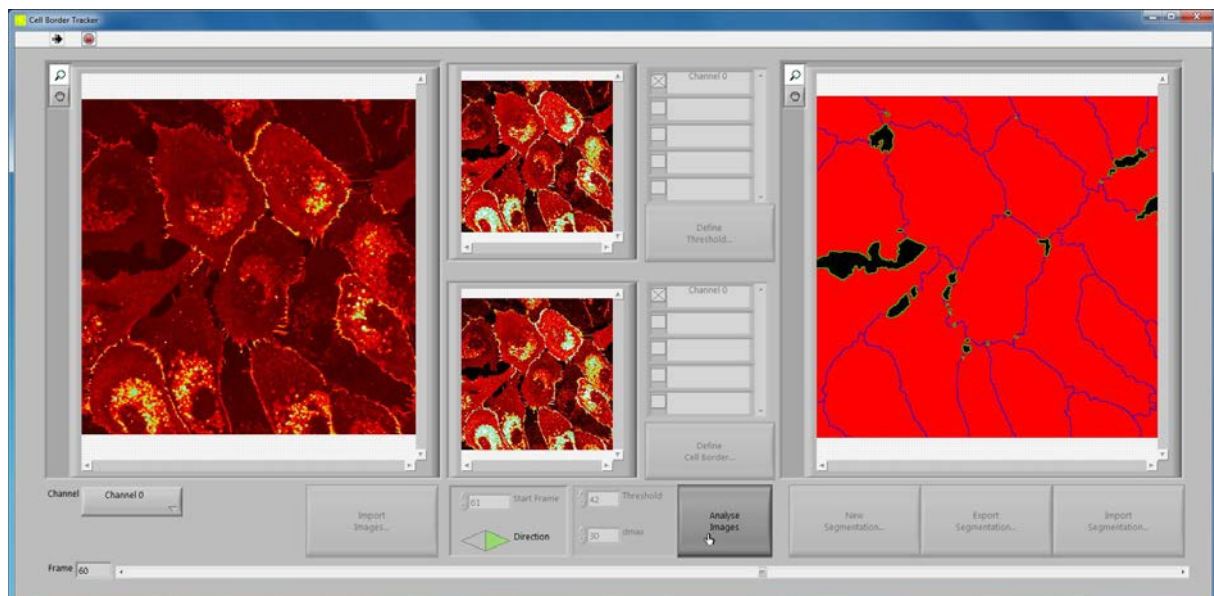 Cell Border Tracker
Channel 0
Define
Threshold...
Channel 0
Define
Cell Border...
Channel
Channel 0
Import
Images...
61
Start Frame
Direction
42
Threshold
30
dmax
Analyse
Images
New
Segmentation...
Export
Segmentation...
Import
Segmentation...
Frame
60